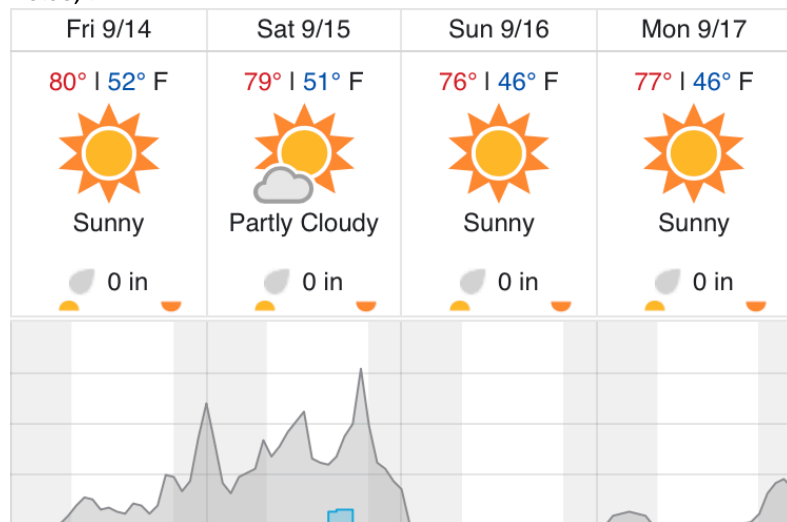 Fri 9/14
Sat 9/15
Sun 9/16
Mon 9/17
80° | 52° F
79° | 51° F
76° | 46° F
77° | 46° F
Sunny
Partly Cloudy
Sunny
Sunny
0 in
0 in
0 in
0 in